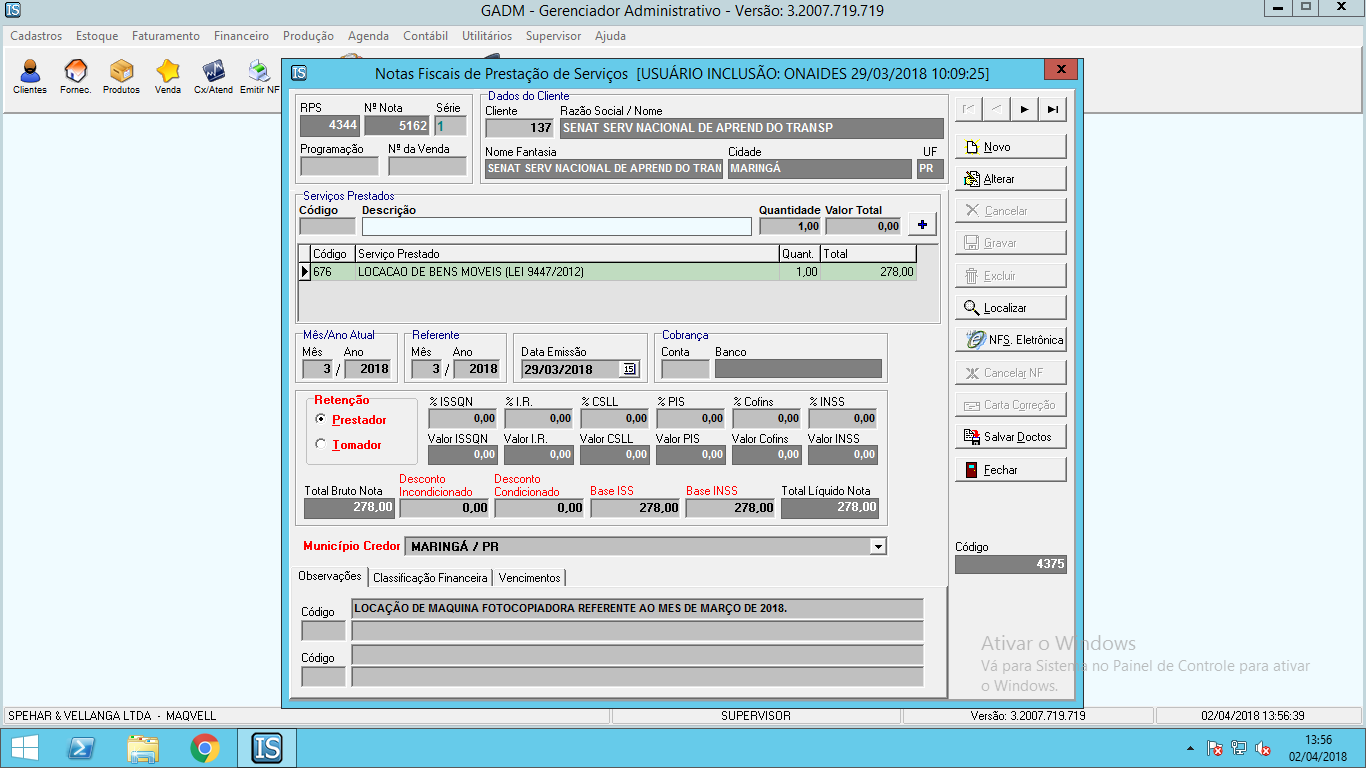 GADM - Gerenciador Administrativo - Versão: 3.2007.719.719
Cadastros Estoque Faturamento Financeiro Produção Agenda Contábil Utilitários Supervisor Ajuda
Clientes Fornec. Produtos Venda Cx/Atend Emitir NF
Notas Fiscais de Prestação de Serviços [USUÁRIO INCLUSÃO: ONAIDES 29/03/2018 10:09:25]
RPS Nº Nota Série
4344 5162 1
Programação Nº da Venda
Dados do Cliente
Cliente Razão Social / Nome
137 SENAT SERV NACIONAL DE APREND DO TRANSP
Nome Fantasia Cidade UF
SENAT SERV NACIONAL DE APREND DO TRAN MARINGÁ PR
Serviços Prestados
Código Descrição Quantidade Valor Total
1,00 0,00
Código Serviço Prestado Quant. Total
676 LOCACAO DE BENS MOVEIS (LEI 9447/2012) 1,00 278,00
Mês/Ano Atual Referente Cobrança
Mês Ano Mês Ano Data Emissão Conta Banco
3 / 2018 3 / 2018 29/03/2018 15
Retenção
Prestador
Tomador
% ISSQN % I.R. % CSLL % PIS % Cofins % INSS
0,00 0,00 0,00 0,00 0,00 0,00
Valor ISSQN Valor I.R. Valor CSLL Valor PIS Valor Cofins Valor INSS
0,00 0,00 0,00 0,00 0,00 0,00
Total Bruto Nota Desconto Incondicionado Desconto Condicionado Base ISS Base INSS Total Líquido Nota
278,00 0,00 0,00 278,00 278,00 278,00
Município Credor MARINGÁ / PR
Observações Classificação Financeira Vencimentos
Código LOCAÇÃO DE MAQUINA FOTOCOPIADORA REFERENTE AO MES DE MARÇO DE 2018.
Código
Novo
Alterar
Cancelar
Gravar
Excluir
Localizar
NFS. Eletrônica
Cancelar NF
Carta Correção
Salvar Doctos
Fechar
Código
4375
Ativar o Windows
Vá para Sistema no Painel de Controle para ativar
o Windows.
SPEHAR & VELLANGA LTDA - MAQVELL SUPERVISOR Versão: 3.2007.719.719 02/04/2018 13:56:39
13:56
02/04/2018